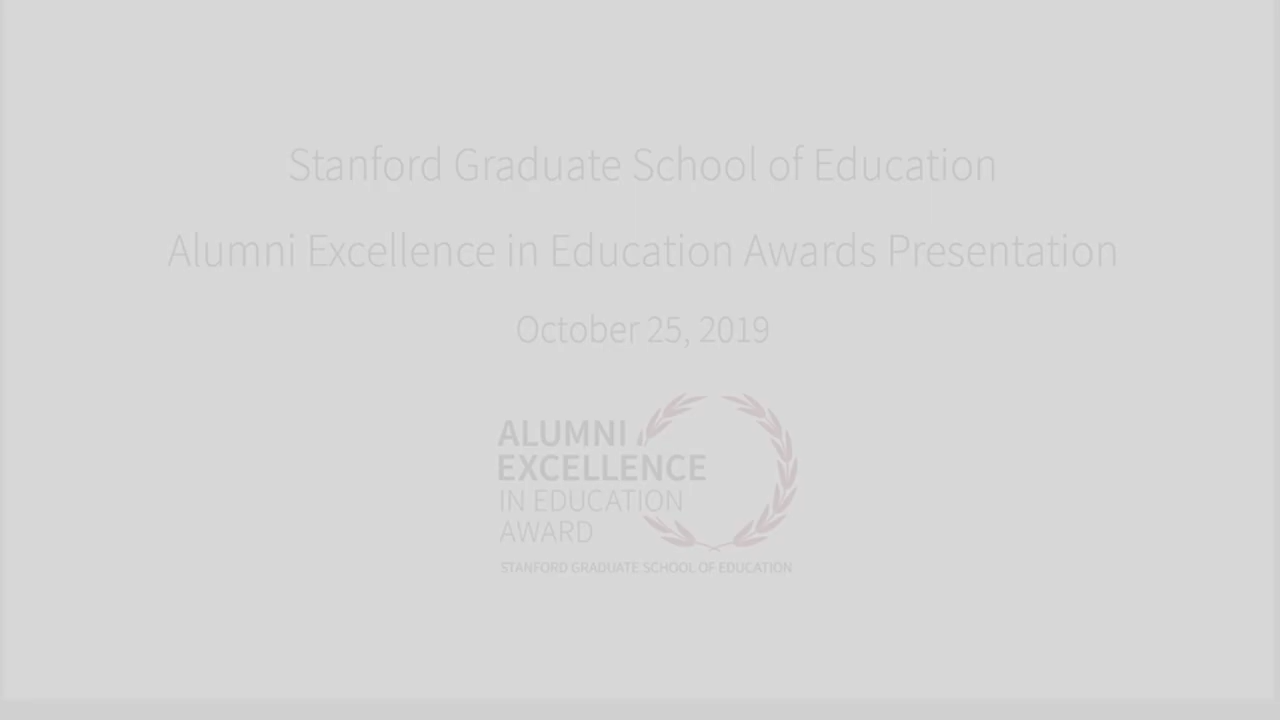 Stanford Graduate School of Education
Alumni Excellence in Education Awards Presentation
October 25, 2019
ALUMNI
EXCELLENCE
IN EDUCATION
AWARD
STANFORD GRADUATE SCHOOL OF EDUCATION